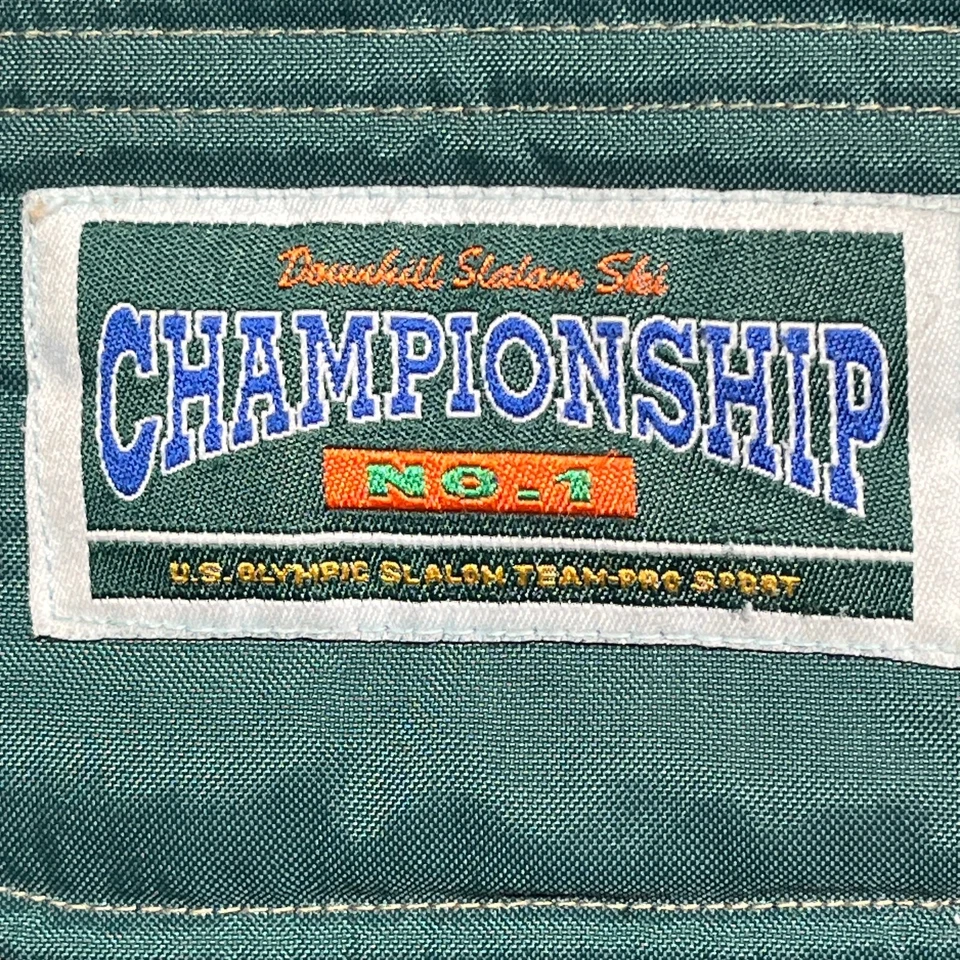 Downhill Slalom Ski
CHAMPIONSHIP
NO.1
U.S. OLYMPIC SLALOM TEAM-PRO SPORT